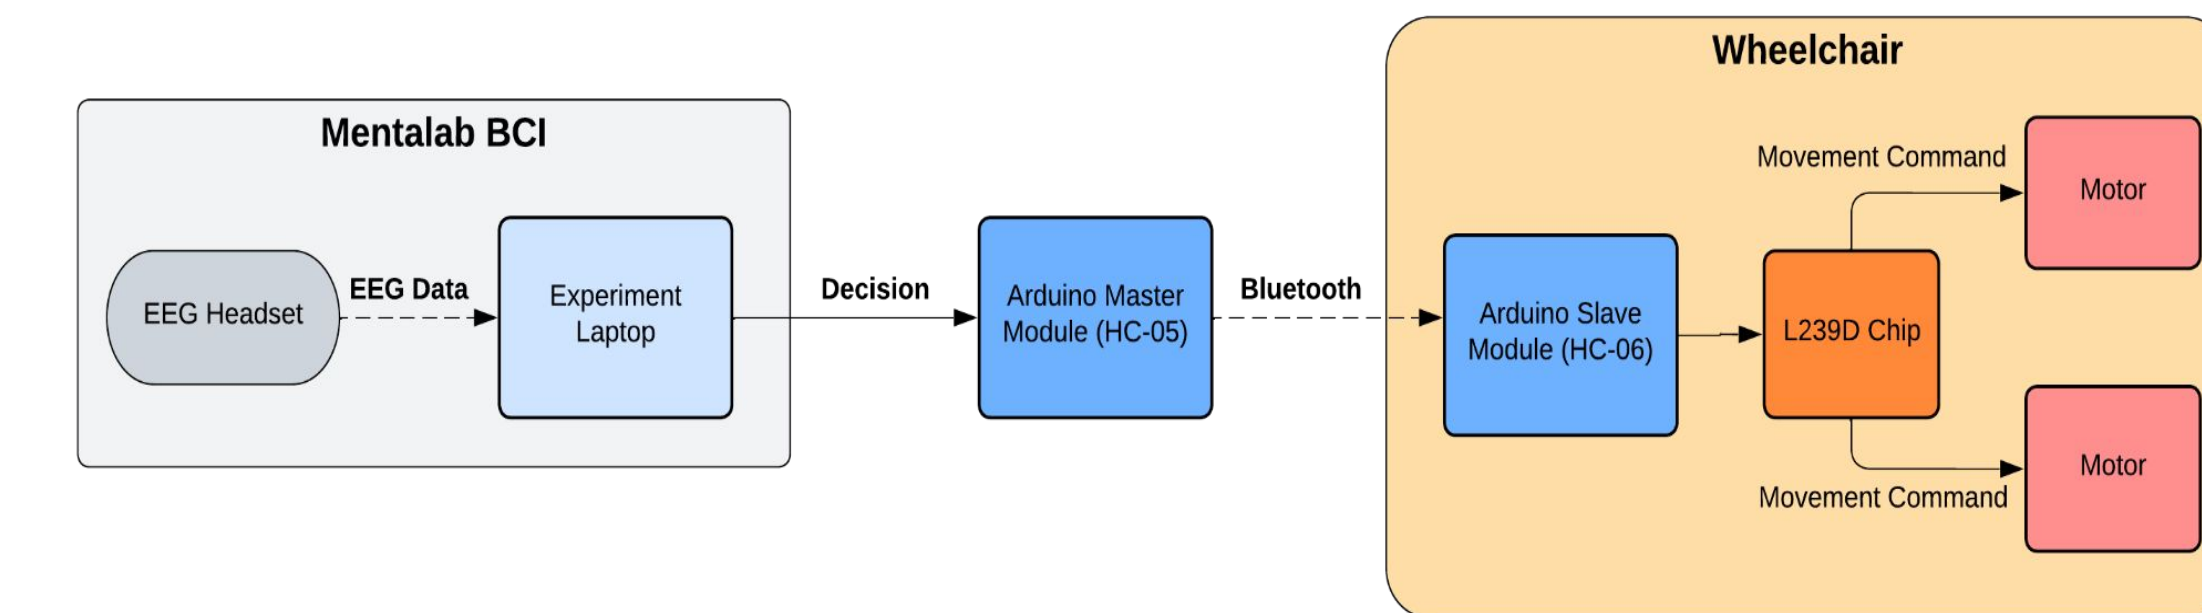 Wheelchair
Mentalab BCI
Movement Command
Motor
EEG Headset
EEG Data
Experiment
Laptop
Decision
Arduino Master
Module (HC-05)
Bluetooth
Arduino Slave
Module (HC-06)
L239D Chip
Motor
Movement Command